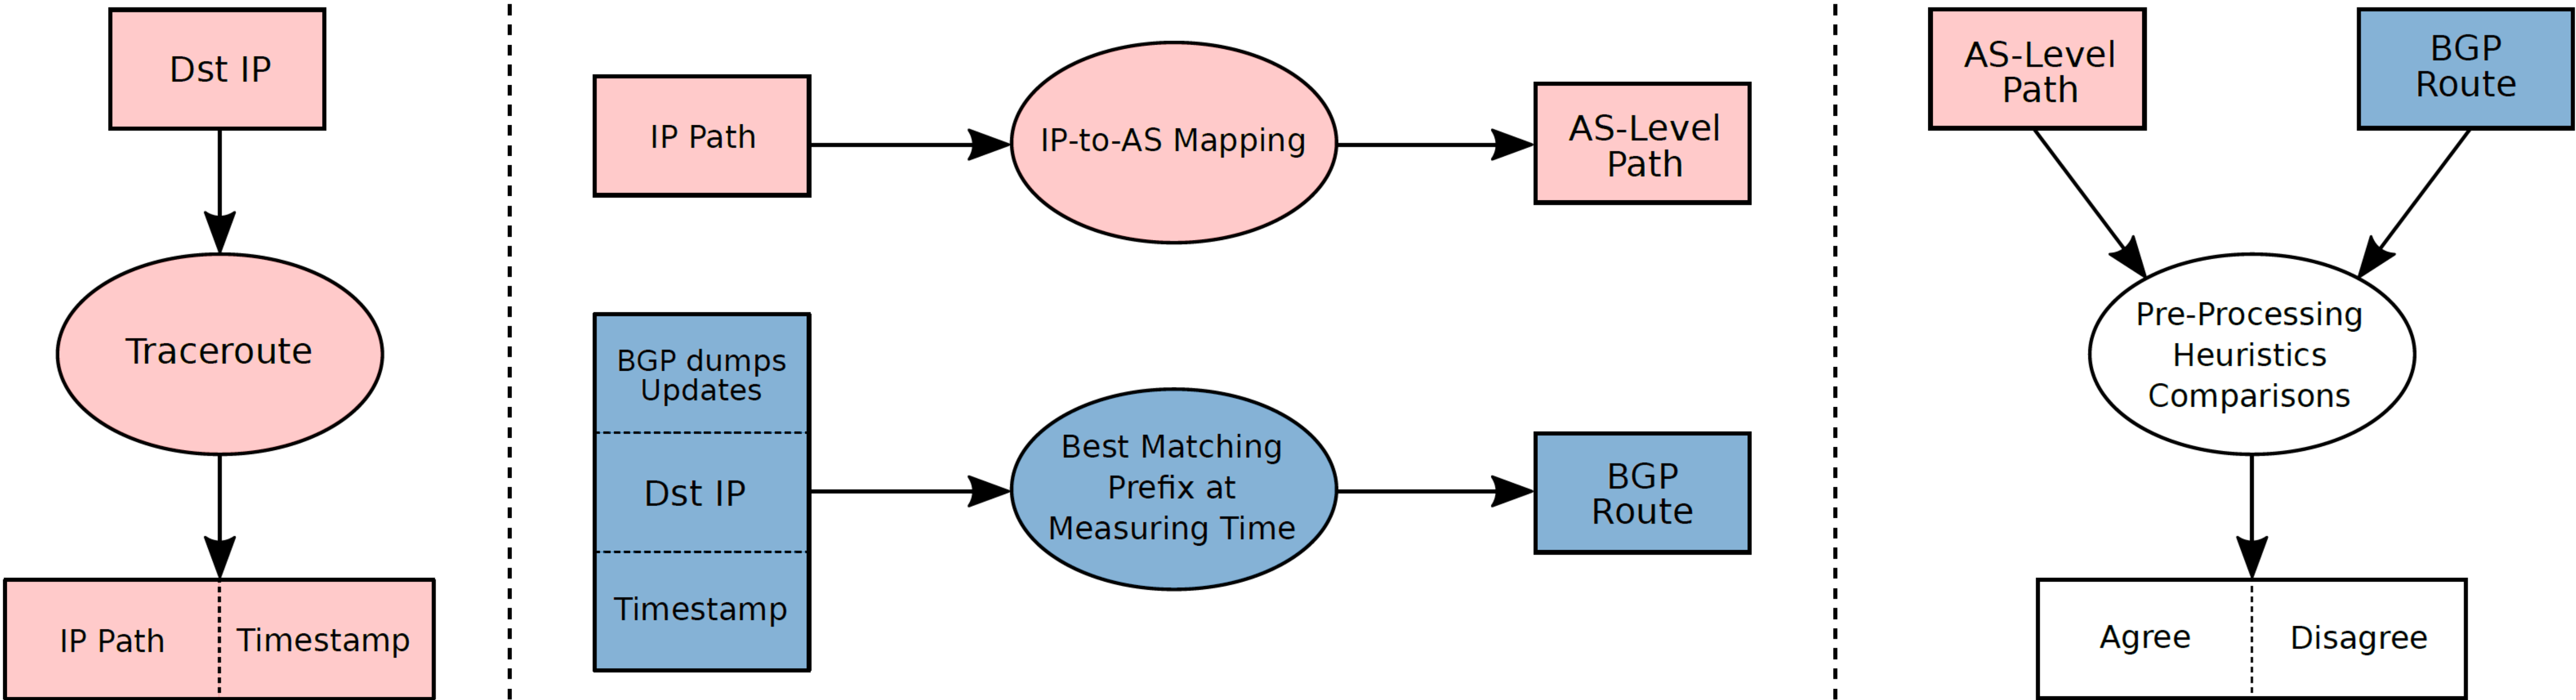 Dst IP
Traceroute
IP Path
Timestamp
IP Path
IP-to-AS Mapping
AS-Level
Path
BGP dumps
Updates
Dst IP
Timestamp
Best Matching
Prefix at
Measuring Time
BGP
Route
AS-Level
Path
BGP
Route
Pre-Processing
Heuristics
Comparisons
Agree
Disagree